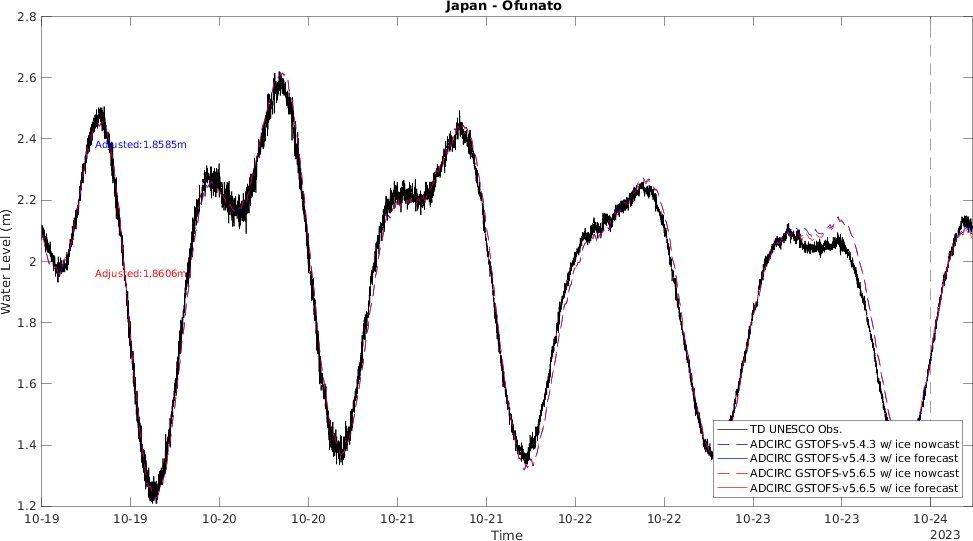 Japan - Ofunato
Water Level (m)
2.8
2.6
2.4
2.2
2
1.8
1.6
1.4
1.2
Adjusted:1.8585m
Adjusted:1.8606m
TD UNESCO Obs.
ADCIRC GSTOFS-v5.4.3 w/ ice nowcast
ADCIRC GSTOFS-v5.4.3 w/ ice forecast
ADCIRC GSTOFS-v5.6.5 w/ ice nowcast
ADCIRC GSTOFS-v5.6.5 w/ ice forecast
10-19 10-19 10-20 10-20 10-21 10-21 10-22 10-22 10-23 10-23 10-24
2023
Time